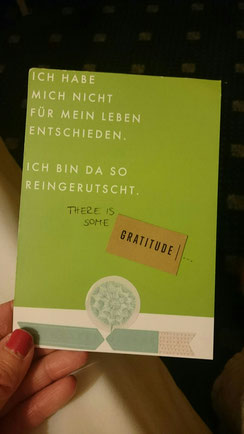 ICH HABE
MICH NICHT
FÜR MEIN LEBEN
ENTSCHIEDEN.
ICH BIN DA SO
REINGERUTSCHT.
THERE IS
SOME
GRATITUDE ...